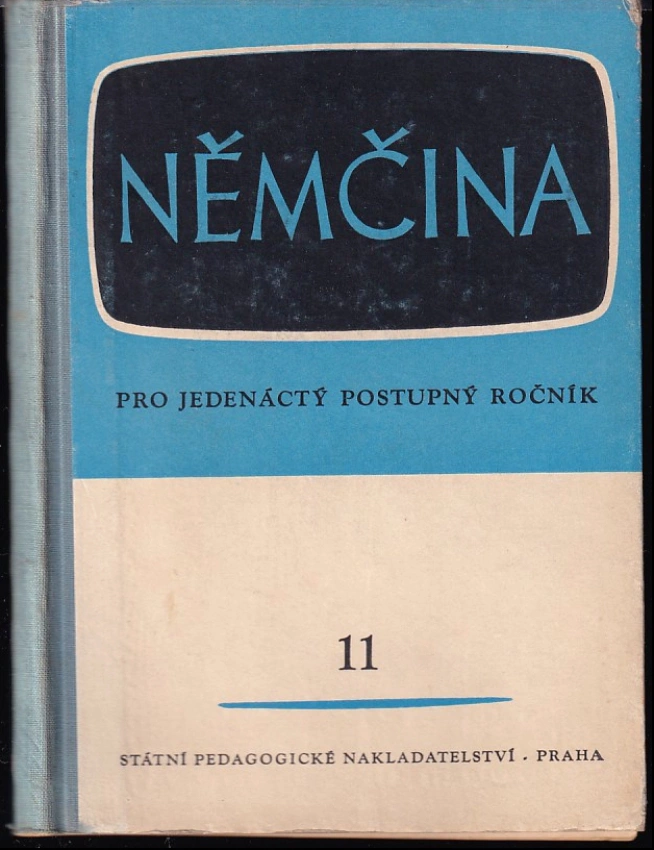 NĚMČINA
PRO JEDENÁCTÝ POSTUPNÝ ROČNÍK
11
STÁTNÍ PEDAGOGICKÉ NAKLADATELSTVÍ · PRAHA